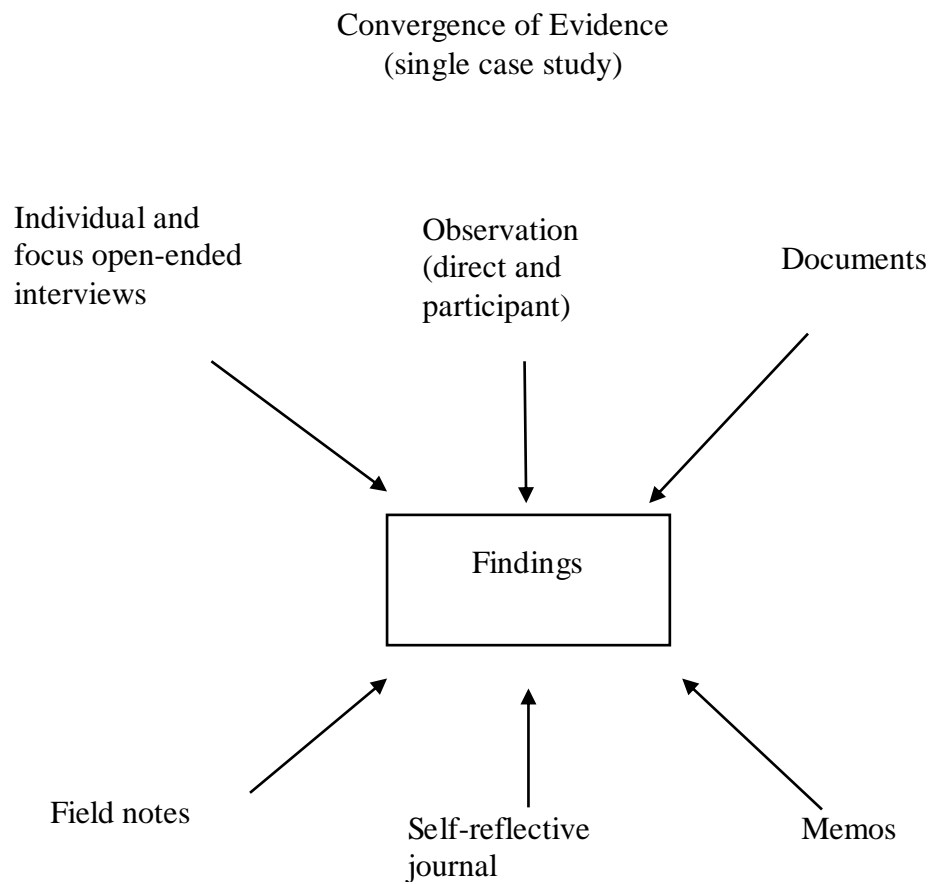 Convergence of Evidence
(single case study)
Individual and
focus open-ended
interviews
Observation
(direct and
participant)
Documents
Findings
Field notes
Self-reflective
journal
Memos